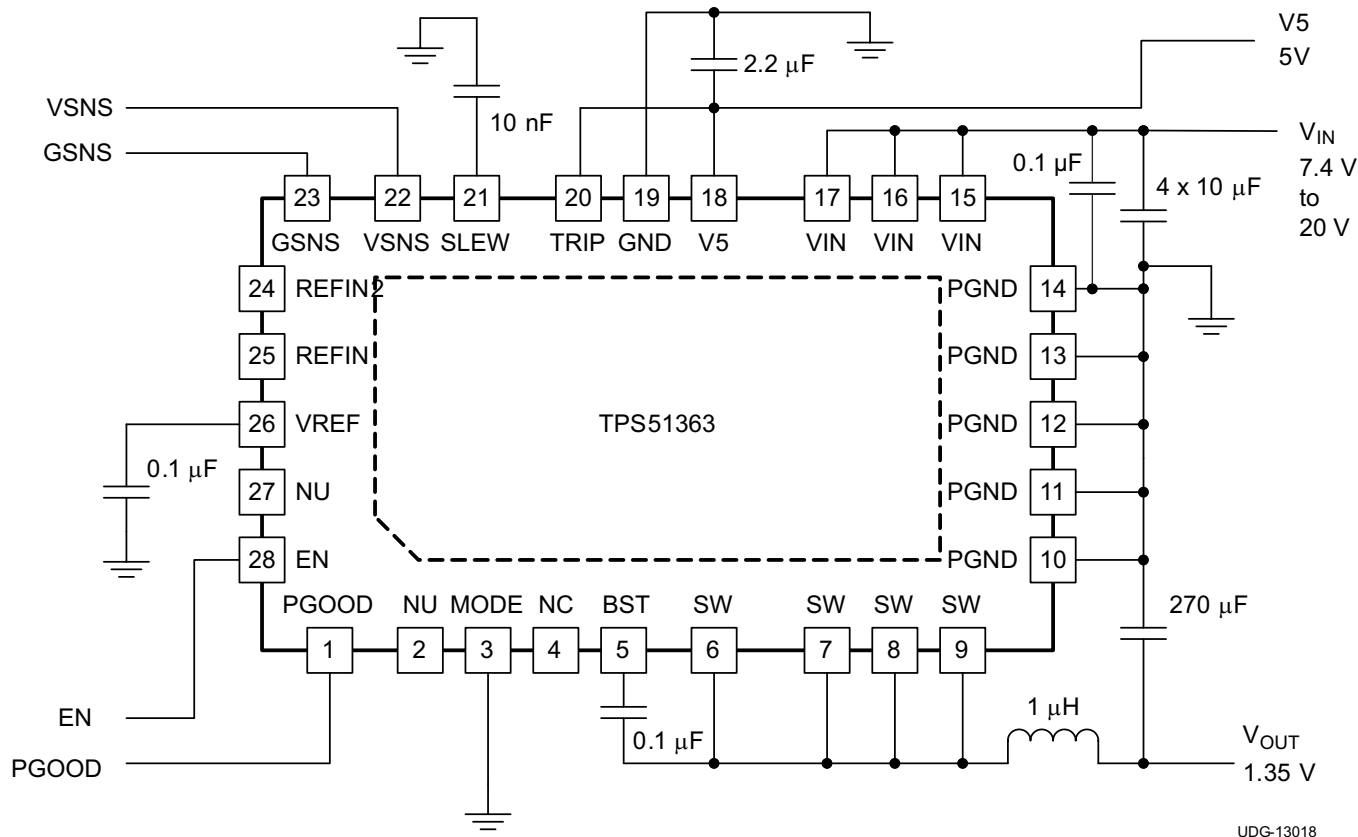 V5
5V
2.2 μF
VSNS
10 nF
GSNS
VIN
7.4 V
to
20 V
0.1 μF
4 x 10 μF
23 22 21 20 19 18 17 16 15
GSNS VSNS SLEW TRIP GND V5 VIN VIN VIN
24 REFIN2 PGND 14
25 REFIN PGND 13
26 VREF TPS51363 PGND 12
0.1 μF
27 NU PGND 11
28 EN PGND 10
PGOOD NU MODE NC BST SW SW SW SW
270 μF
1 2 3 4 5 6 7 8 9
1 μH
EN
0.1 μF
VOUT
PGOOD
1.35 V
UDG-13018